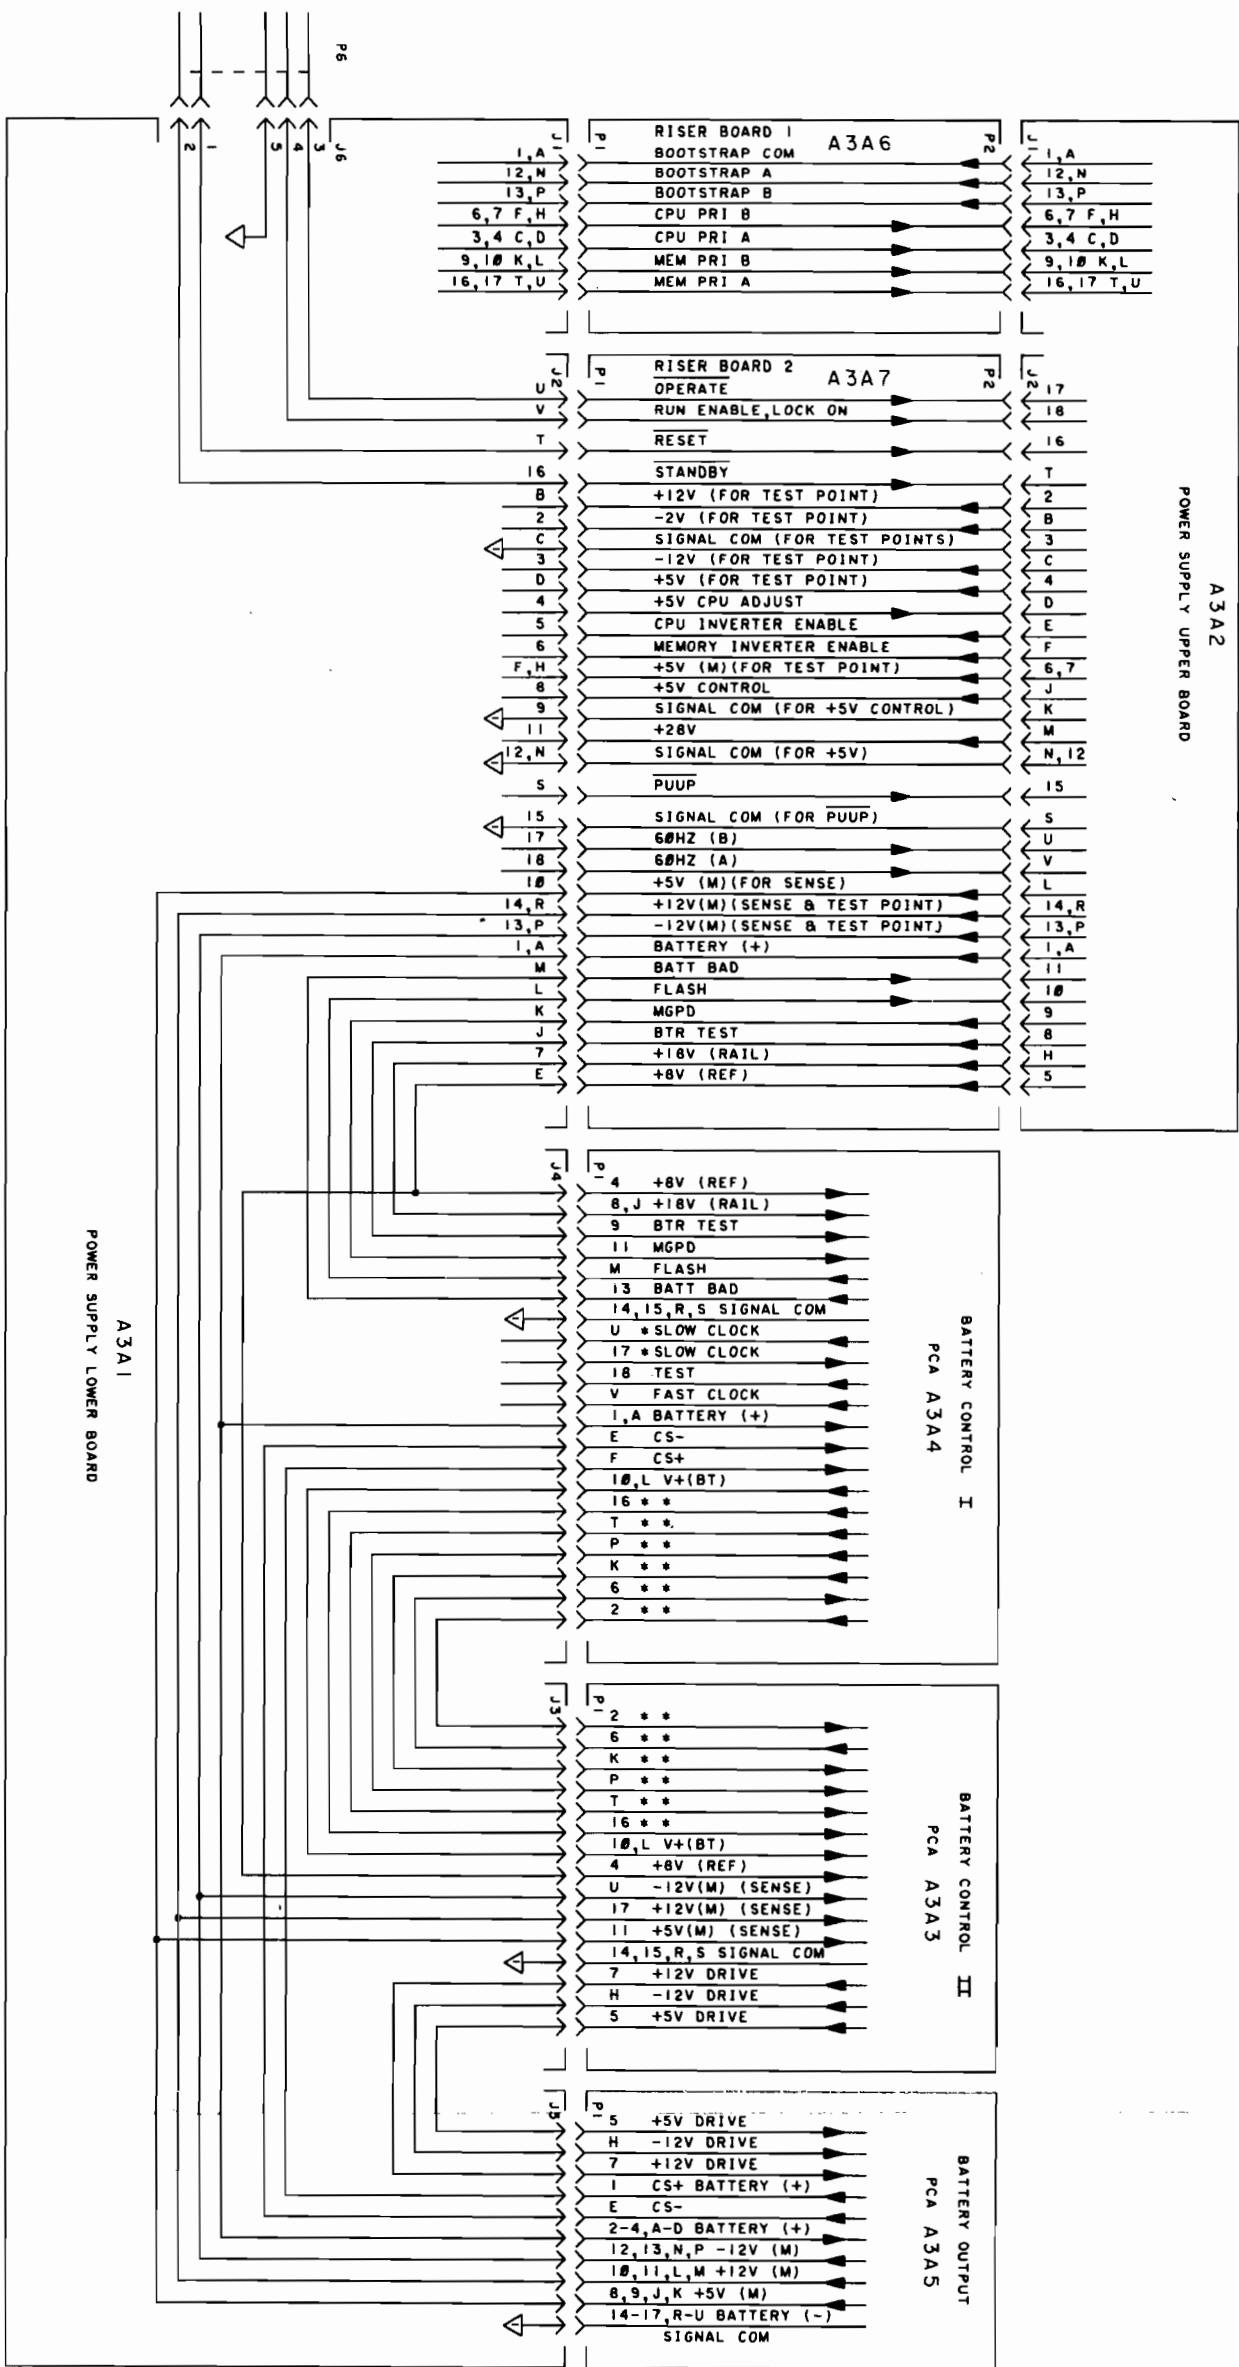 P6
J6
1
2
3
4
5
A3A1
POWER SUPPLY LOWER BOARD
A3A2
POWER SUPPLY UPPER BOARD
J1 P1 RISER BOARD 1 A3A6 P2 J1
1,A BOOTSTRAP COM 1,A
12,N BOOTSTRAP A 12,N
13,P BOOTSTRAP B 13,P
6,7 F,H CPU PRI B 6,7 F,H
3,4 C,D CPU PRI A 3,4 C,D
9,10 K,L MEM PRI B 9,10 K,L
16,17 T,U MEM PRI A 16,17 T,U
J2 P1 RISER BOARD 2 A3A7 P2 J2
U OPERATE 17
V RUN ENABLE,LOCK ON 18
T RESET 16
16 STANDBY T
B +12V (FOR TEST POINT) 2
2 -2V (FOR TEST POINT) B
C SIGNAL COM (FOR TEST POINTS) 3
3 -12V (FOR TEST POINT) C
D +5V (FOR TEST POINT) 4
4 +5V CPU ADJUST D
5 CPU INVERTER ENABLE E
6 MEMORY INVERTER ENABLE F
F,H +5V (M)(FOR TEST POINT) 6,7
8 +5V CONTROL J
9 SIGNAL COM (FOR +5V CONTROL) K
11 +28V M
12,N SIGNAL COM (FOR +5V) N,12
S PUUP 15
15 SIGNAL COM (FOR PUUP) S
17 60HZ (B) U
18 60HZ (A) V
10 +5V (M)(FOR SENSE) L
14,R +12V(M)(SENSE & TEST POINT) 14,R
13,P -12V(M)(SENSE & TEST POINT) 13,P
1,A BATTERY (+) 1,A
M BATT BAD 11
L FLASH 10
K MGPD 9
J BTR TEST 8
7 +18V (RAIL) H
E +8V (REF) 5
J4 P1
BATTERY CONTROL I
PCA A3A4
4 +8V (REF)
8,J +18V (RAIL)
9 BTR TEST
11 MGPD
M FLASH
13 BATT BAD
14,15,R,S SIGNAL COM
U *SLOW CLOCK
17 *SLOW CLOCK
18 TEST
V FAST CLOCK
1,A BATTERY (+)
E CS-
F CS+
10,L V+(BT)
16 * *
T * *
P * *
K * *
6 * *
2 * *
J3 P1
BATTERY CONTROL II
PCA A3A3
2 * *
6 * *
K * *
P * *
T * *
16 * *
10,L V+(BT)
4 +8V (REF)
U -12V(M) (SENSE)
17 +12V(M) (SENSE)
11 +5V(M) (SENSE)
14,15,R,S SIGNAL COM
7 +12V DRIVE
H -12V DRIVE
5 +5V DRIVE
J5 P1
BATTERY OUTPUT
PCA A3A5
5 +5V DRIVE
H -12V DRIVE
7 +12V DRIVE
1 CS+ BATTERY (+)
E CS-
2-4,A-D BATTERY (+)
12,13,N,P -12V (M)
10,11,L,M +12V (M)
8,9,J,K +5V (M)
14-17,R-U BATTERY (-)
SIGNAL COM